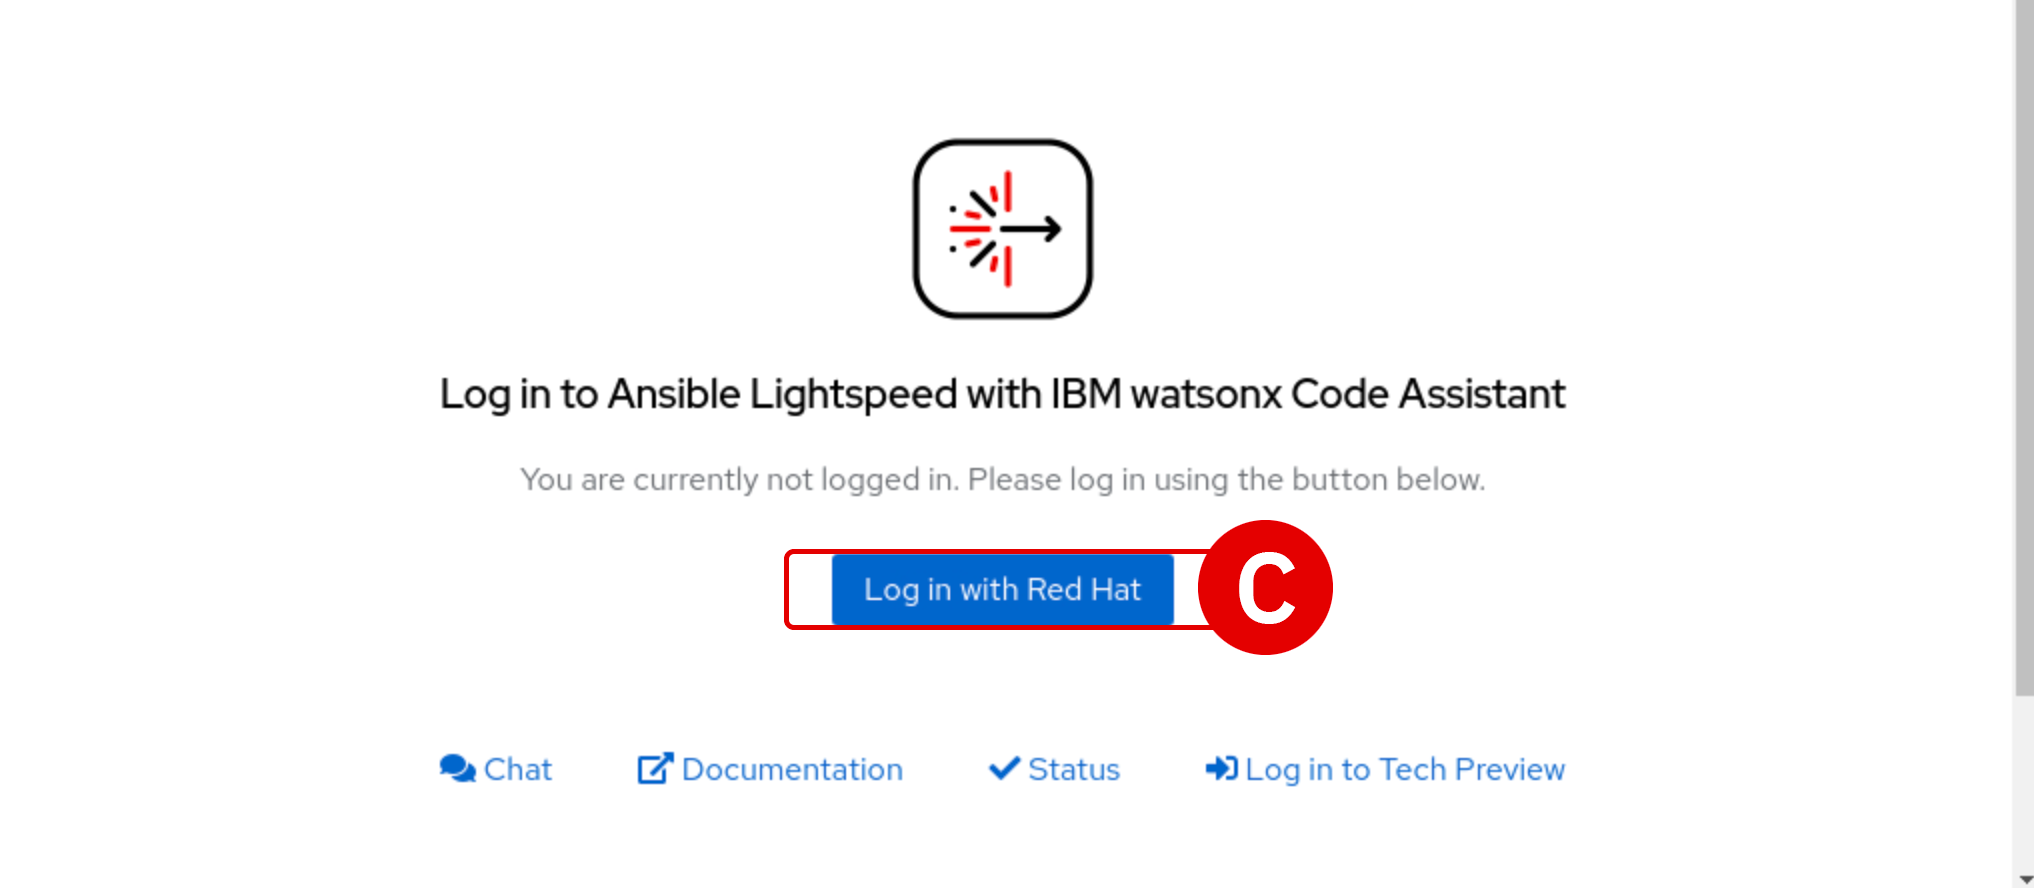 Log in to Ansible Lightspeed with IBM watsonx Code Assistant
You are currently not logged in. Please log in using the button below.
Log in with Red Hat C
Chat Documentation Status Log in to Tech Preview